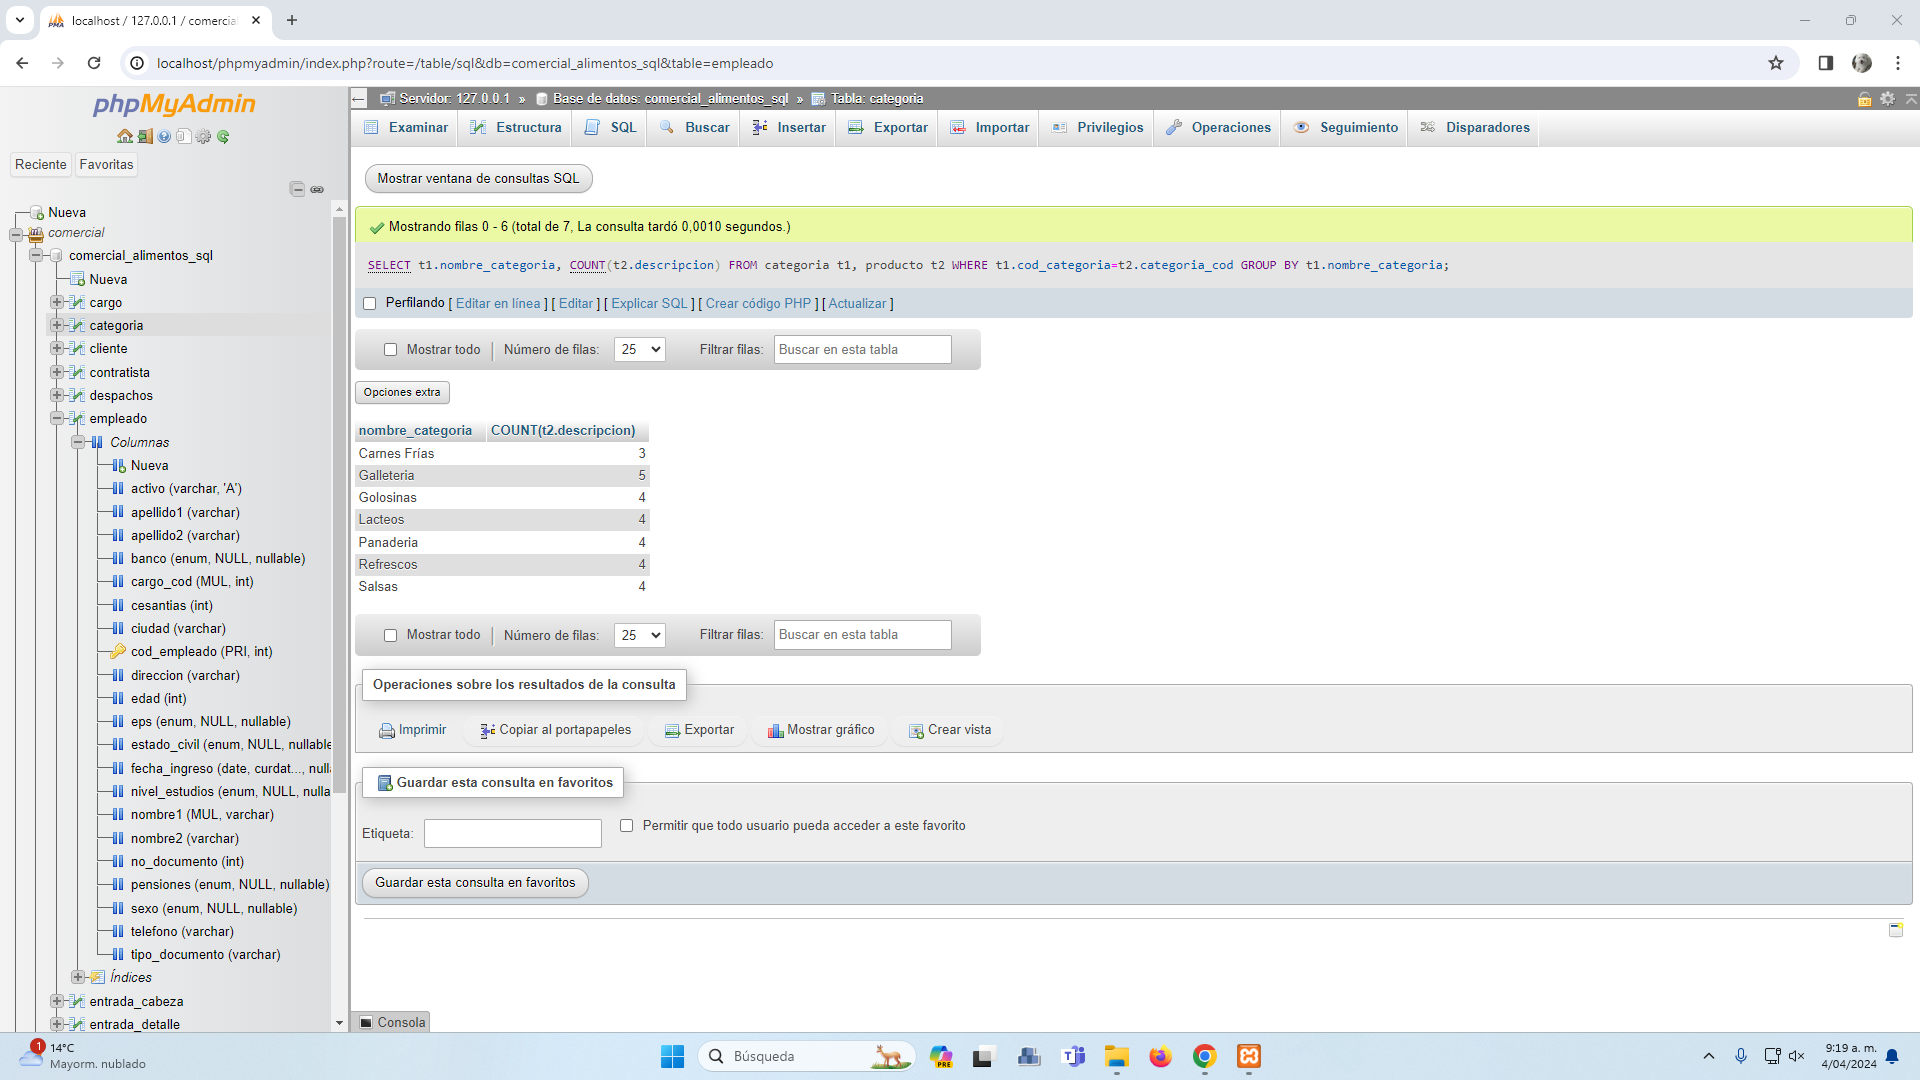 localhost / 127.0.0.1 / comercia
localhost/phpmyadmin/index.php?route=/table/sql&db=comercial_alimentos_sql&table=empleado
phpMyAdmin
Reciente
Favoritas
Nueva
comercial
comercial_alimentos_sql
Nueva
cargo
categoria
cliente
contratista
despachos
empleado
Columnas
Nueva
activo (varchar, 'A')
apellido1 (varchar)
apellido2 (varchar)
banco (enum, NULL, nullable)
cargo_cod (MUL, int)
cesantias (int)
ciudad (varchar)
cod_empleado (PRI, int)
direccion (varchar)
edad (int)
eps (enum, NULL, nullable)
estado_civil (enum, NULL, nullable
fecha_ingreso (date, curdat..., null
nivel_estudios (enum, NULL, nulla
nombre1 (MUL, varchar)
nombre2 (varchar)
no_documento (int)
pensiones (enum, NULL, nullable)
sexo (enum, NULL, nullable)
telefono (varchar)
tipo_documento (varchar)
Índices
entrada_cabeza
entrada_detalle
Servidor: 127.0.0.1 » Base de datos: comercial_alimentos_sql » Tabla: categoria
Examinar Estructura SQL Buscar Insertar Exportar Importar Privilegios Operaciones Seguimiento Disparadores
Mostrar ventana de consultas SQL
Mostrando filas 0 - 6 (total de 7, La consulta tardó 0,0010 segundos.)
SELECT t1.nombre_categoria, COUNT(t2.descripcion) FROM categoria t1, producto t2 WHERE t1.cod_categoria=t2.categoria_cod GROUP BY t1.nombre_categoria;
Perfilando [ Editar en línea ] [ Editar ] [ Explicar SQL ] [ Crear código PHP ] [ Actualizar ]
Mostrar todo | Número de filas: 25 Filtrar filas: Buscar en esta tabla
Opciones extra
nombre_categoria COUNT(t2.descripcion)
Carnes Frías 3
Galleteria 5
Golosinas 4
Lacteos 4
Panaderia 4
Refrescos 4
Salsas 4
Mostrar todo | Número de filas: 25 Filtrar filas: Buscar en esta tabla
Operaciones sobre los resultados de la consulta
Imprimir Copiar al portapapeles Exportar Mostrar gráfico Crear vista
Guardar esta consulta en favoritos
Etiqueta: Permitir que todo usuario pueda acceder a este favorito
Guardar esta consulta en favoritos
Consola
1
14°C
Mayorm. nublado
Búsqueda
PRE
9:19 a. m.
4/04/2024